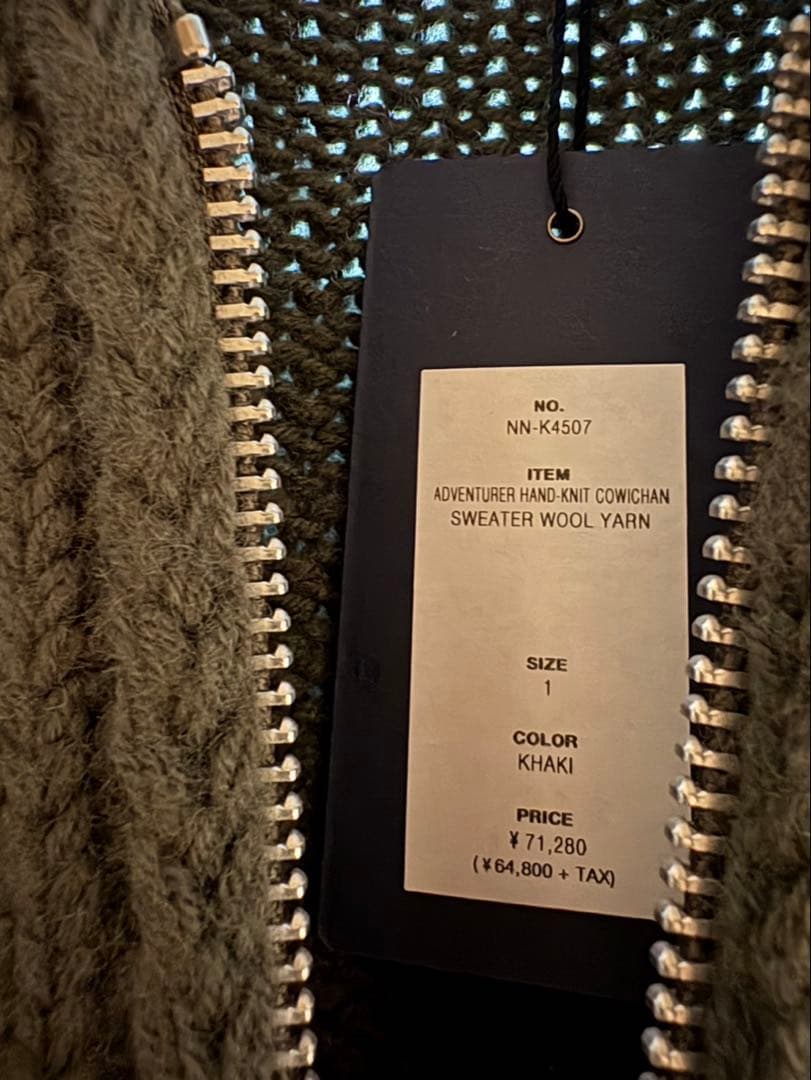 NO.
NN-K4507
ITEM
ADVENTURER HAND-KNIT COWICHAN
SWEATER WOOL YARN
SIZE
1
COLOR
KHAKI
PRICE
¥71,280
(¥64,800 + TAX)